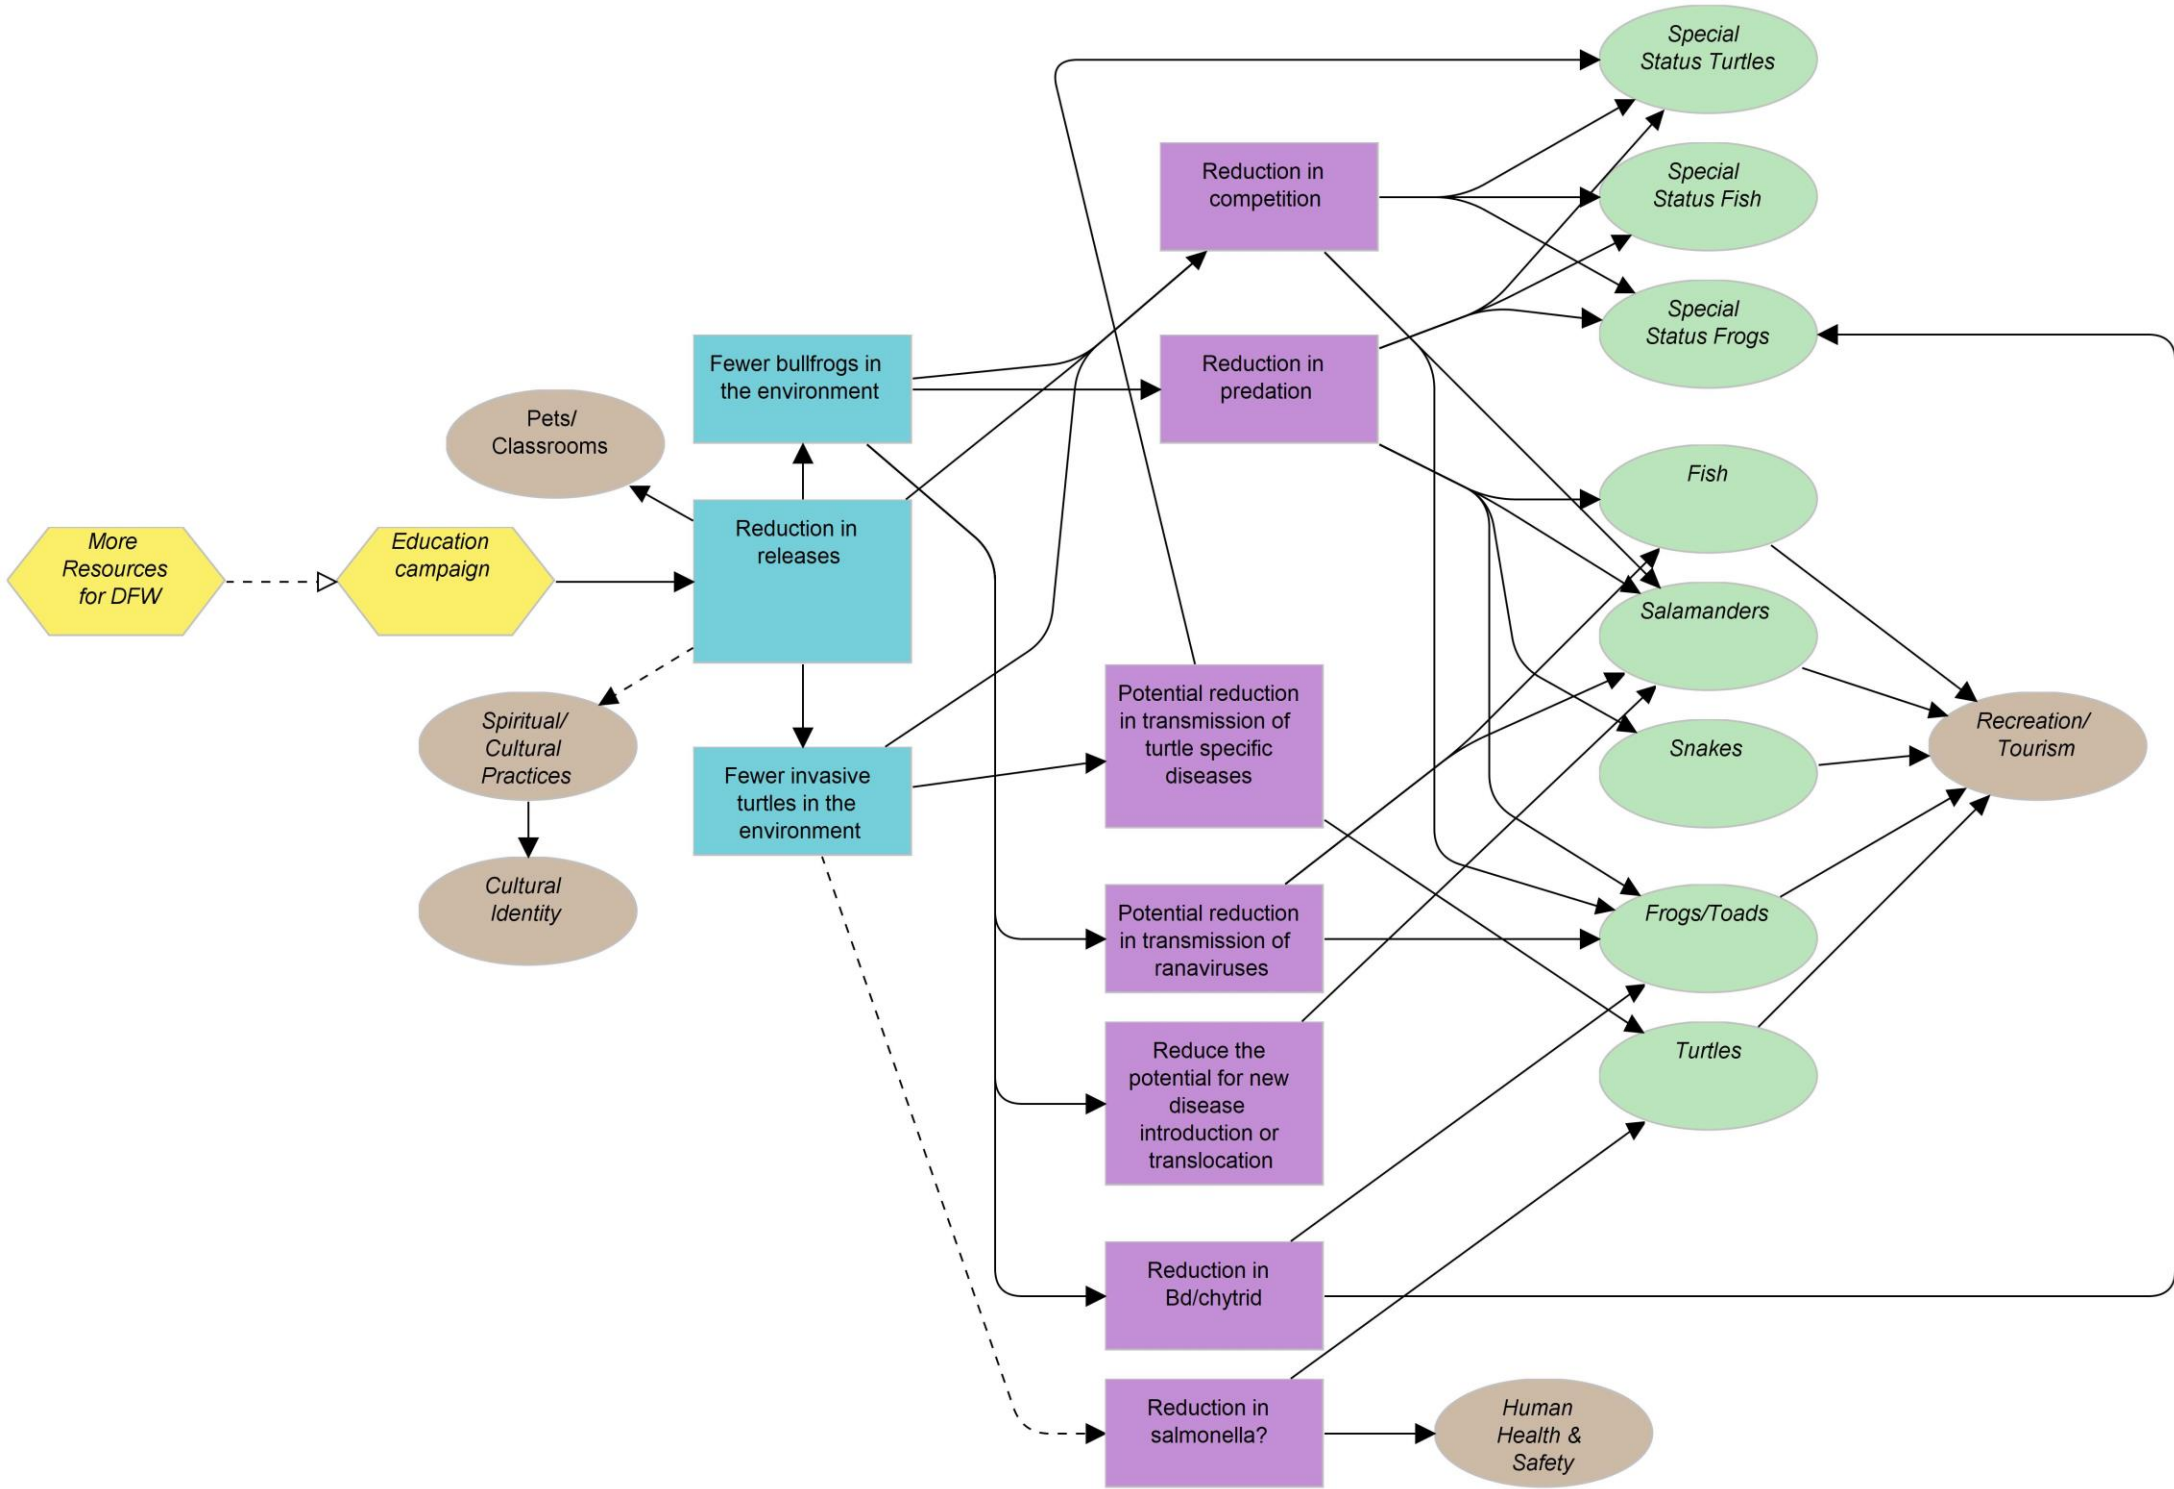 Special
Status Turtles
Reduction in
competition
Special
Status Fish
Special
Status Frogs
Fewer bullfrogs in
the environment
Reduction in
predation
Pets/
Classrooms
Fish
More
Resources
for DFW
Education
campaign
Reduction in
releases
Salamanders
Spiritual/
Cultural
Practices
Potential reduction
in transmission of
turtle specific
diseases
Snakes
Recreation/
Tourism
Fewer invasive
turtles in the
environment
Cultural
Identity
Potential reduction
in transmission of
ranaviruses
Frogs/Toads
Reduce the
potential for new
disease
introduction or
translocation
Turtles
Reduction in
Bd/chytrid
Reduction in
salmonella?
Human
Health &
Safety